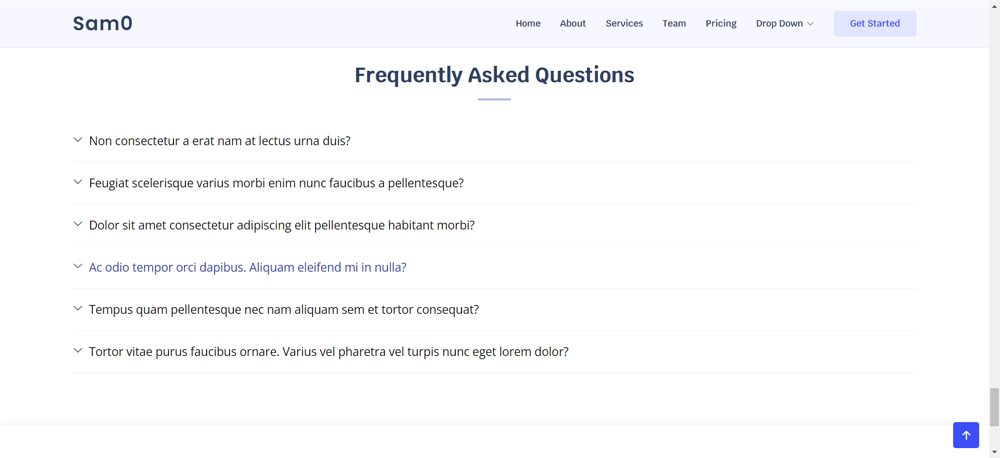 Sam0
Home About Services Team Pricing Drop Down Get Started
Frequently Asked Questions
Non consectetur a erat nam at lectus urna duis?
Feugiat scelerisque varius morbi enim nunc faucibus a pellentesque?
Dolor sit amet consectetur adipiscing elit pellentesque habitant morbi?
Ac odio tempor orci dapibus. Aliquam eleifend mi in nulla?
Tempus quam pellentesque nec nam aliquam sem et tortor consequat?
Tortor vitae purus faucibus ornare. Varius vel pharetra vel turpis nunc eget lorem dolor?